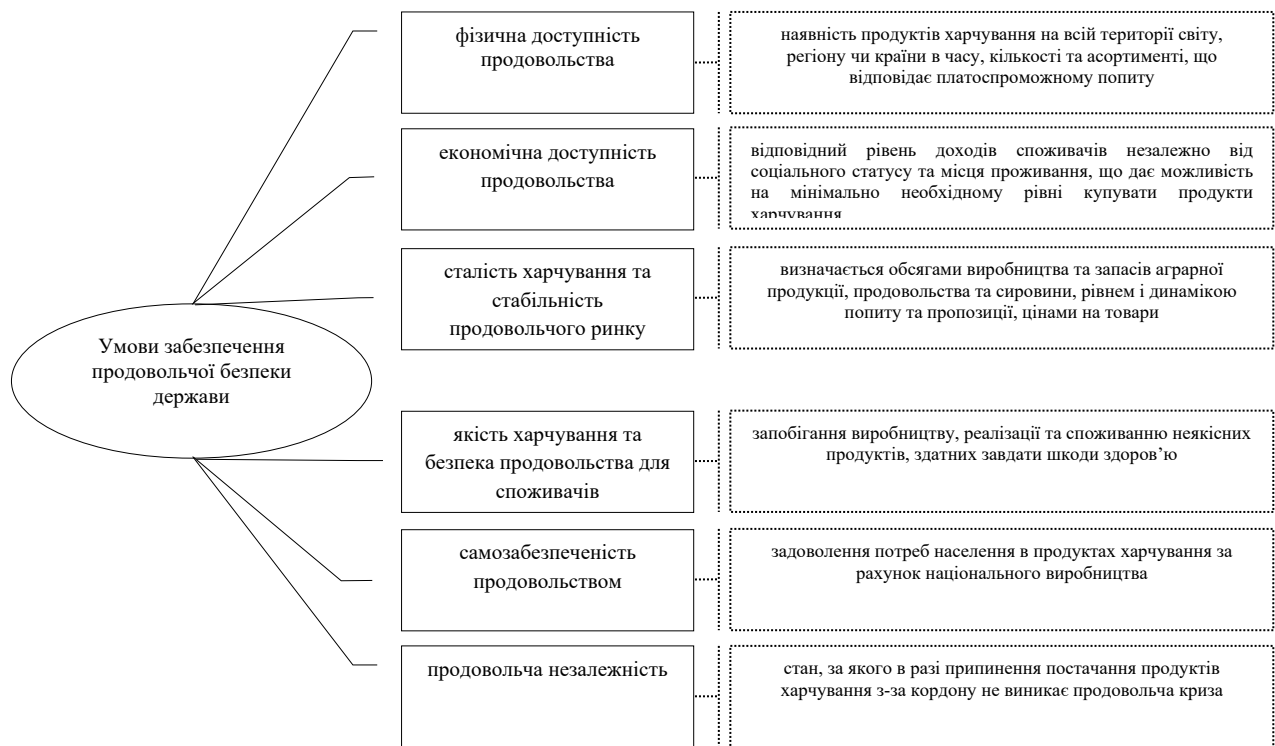 фізична доступність
продовольства
наявність продуктів харчування на всій території світу,
регіону чи країни в часу, кількості та асортименті, що
відповідає платоспроможному попиту
економічна доступність
продовольства
відповідний рівень доходів споживачів незалежно від
соціального статусу та місця проживання, що дає можливість
на мінімально необхідному рівні купувати продукти
харчування
сталість харчування та
стабільність
продовольчого ринку
визначається обсягами виробництва та запасів аграрної
продукції, продовольства та сировини, рівнем і динамікою
попиту та пропозиції, цінами на товари
Умови забезпечення
продовольчої безпеки
держави
якість харчування та
безпека продовольства для
споживачів
запобігання виробництву, реалізації та споживанню неякісних
продуктів, здатних завдати шкоди здоров’ю
самозабезпеченість
продовольством
задоволення потреб населення в продуктах харчування за
рахунок національного виробництва
продовольча незалежність
стан, за якого в разі припинення постачання продуктів
харчування з-за кордону не виникає продовольча криза